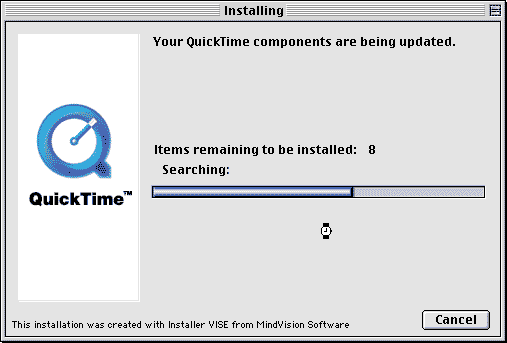 Installing
Your QuickTime components are being updated.
Items remaining to be installed: 8
Searching:
QuickTime™
This installation was created with Installer VISE from MindVision Software
Cancel